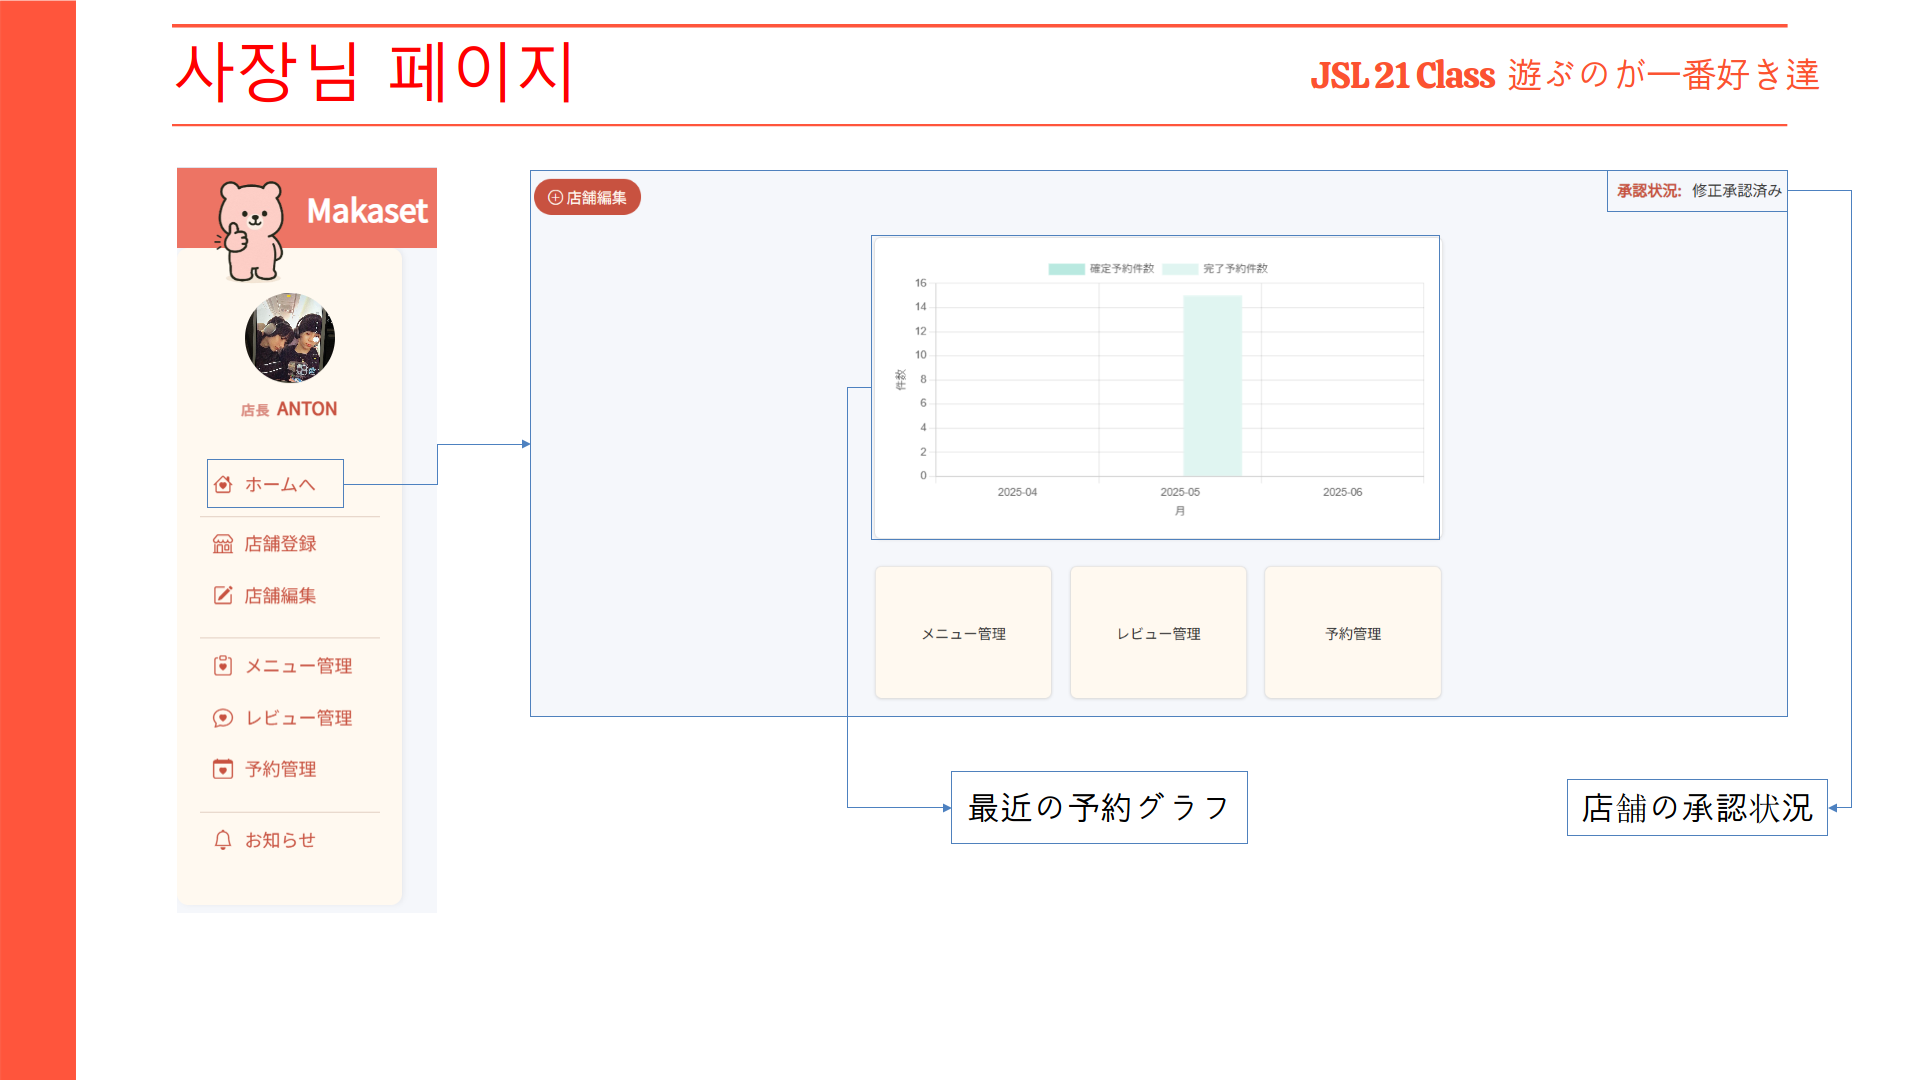 사장님 페이지
JSL 21 Class 遊ぶのが一番好き達
Makaset
店長 ANTON
ホームへ
店舗登録
店舗編集
メニュー管理
レビュー管理
予約管理
お知らせ
店舗編集
承認状況: 修正承認済み
確定予約件数 完了予約件数
16
14
12
10
8
6
4
2
0
件数
2025-04 2025-05 2025-06
月
メニュー管理 レビュー管理 予約管理
最近の予約グラフ
店舗の承認状況